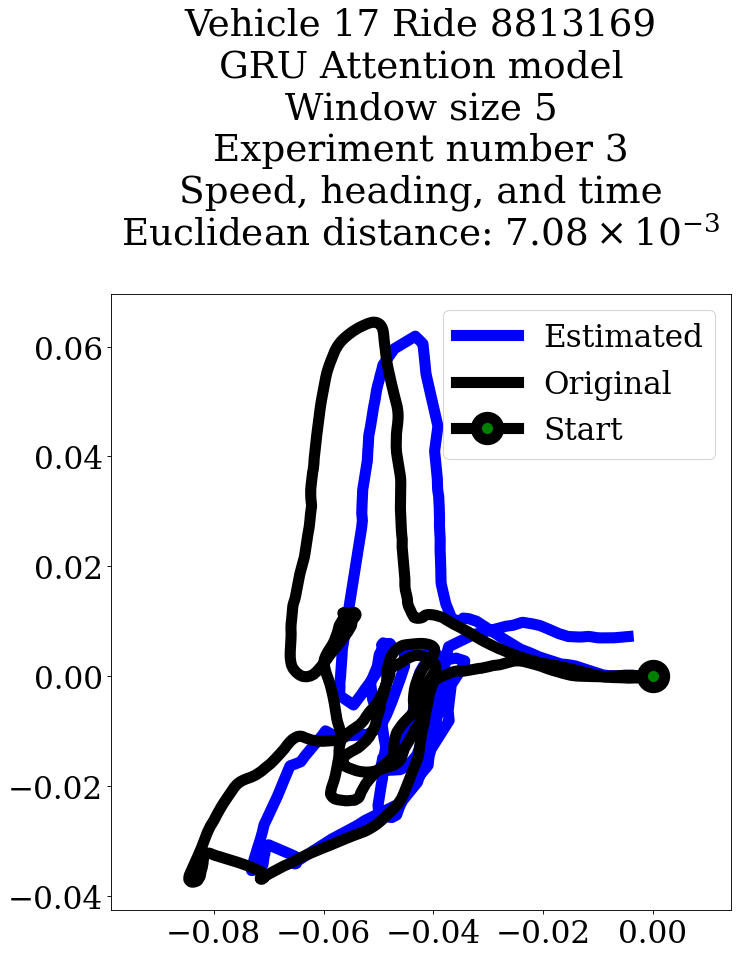 Vehicle 17 Ride 8813169
GRU Attention model
Window size 5
Experiment number 3
Speed, heading, and time
Euclidean distance: 7.08 × 10⁻³
Estimated
Original
Start
0.06
0.04
0.02
0.00
−0.02
−0.04
−0.08 −0.06 −0.04 −0.02 0.00